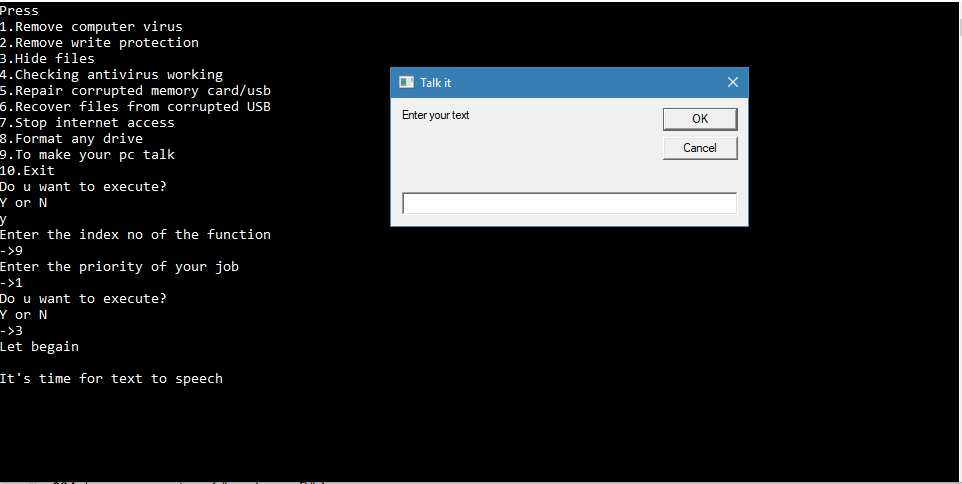 Press
1.Remove computer virus
2.Remove write protection
3.Hide files
4.Checking antivirus working
5.Repair corrupted memory card/usb
6.Recover files from corrupted USB
7.Stop internet access
8.Format any drive
9.To make your pc talk
10.Exit
Do u want to execute?
Y or N
y
Enter the index no of the function
->9
Enter the priority of your job
->1
Do u want to execute?
Y or N
->3
Let begain
It's time for text to speech
Talk it
Enter your text
OK
Cancel